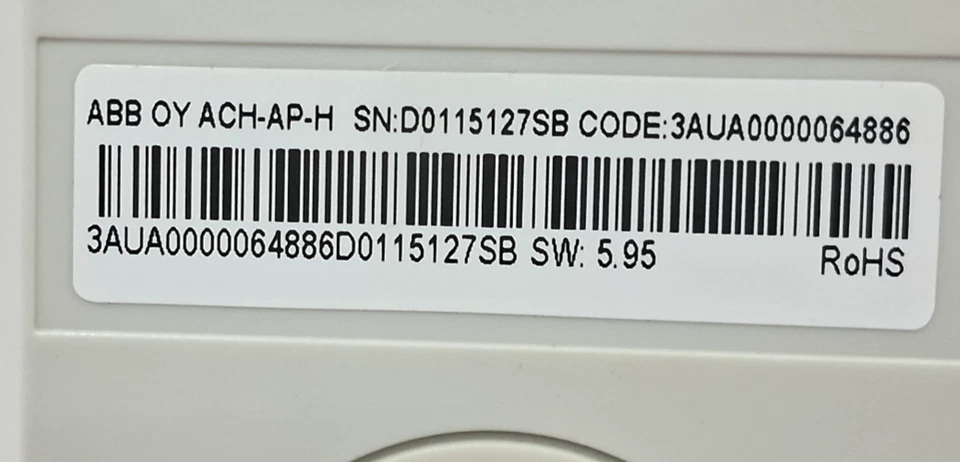 ABB OY ACH-AP-H SN:D0115127SB CODE:3AUA0000064886
3AUA0000064886D0115127SB SW: 5.95 RoHS